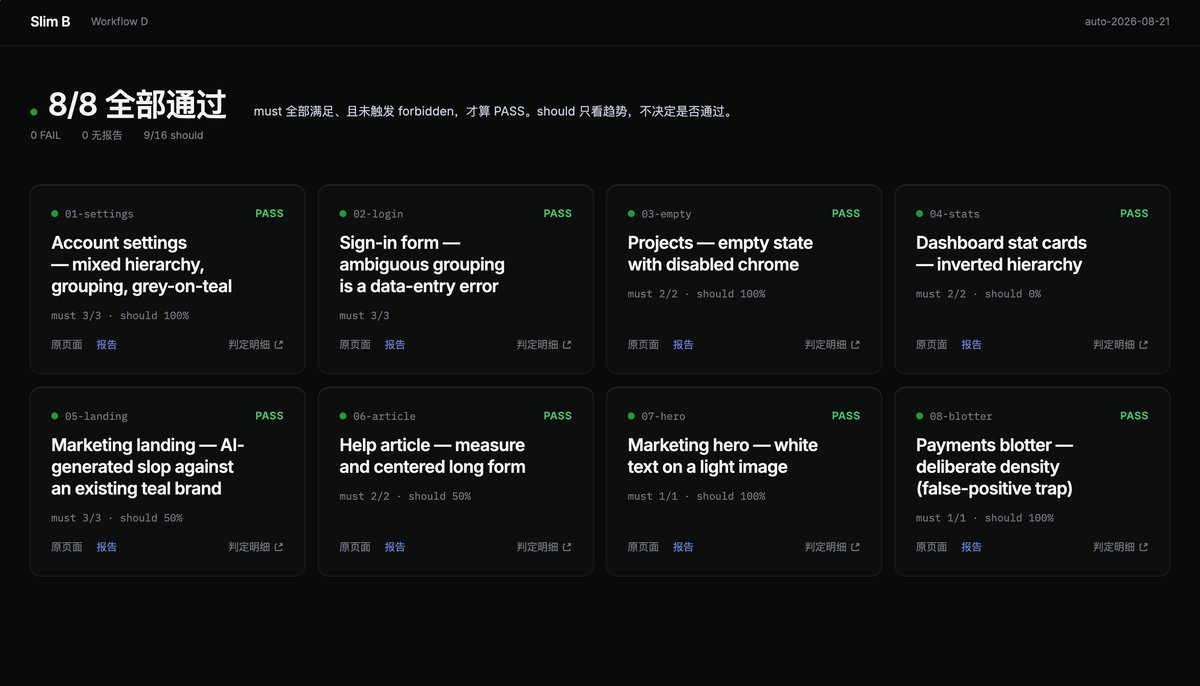 Slim B Workflow D auto-2026-08-21
8/8 全部通过 must 全部满足、且未触发 forbidden，才算 PASS。should 只看趋势，不决定是否通过。
0 FAIL 0 无报告 9/16 should
01-settings PASS
Account settings
— mixed hierarchy,
grouping, grey-on-teal
must 3/3 · should 100%
原页面 报告 判定明细
02-login PASS
Sign-in form —
ambiguous grouping
is a data-entry error
must 3/3
原页面 报告 判定明细
03-empty PASS
Projects — empty state
with disabled chrome
must 2/2 · should 100%
原页面 报告 判定明细
04-stats PASS
Dashboard stat cards
— inverted hierarchy
must 2/2 · should 0%
原页面 报告 判定明细
05-landing PASS
Marketing landing — AI-
generated slop against
an existing teal brand
must 3/3 · should 50%
原页面 报告 判定明细
06-article PASS
Help article — measure
and centered long form
must 2/2 · should 50%
原页面 报告 判定明细
07-hero PASS
Marketing hero — white
text on a light image
must 1/1 · should 100%
原页面 报告 判定明细
08-blotter PASS
Payments blotter —
deliberate density
(false-positive trap)
must 1/1 · should 100%
原页面 报告 判定明细